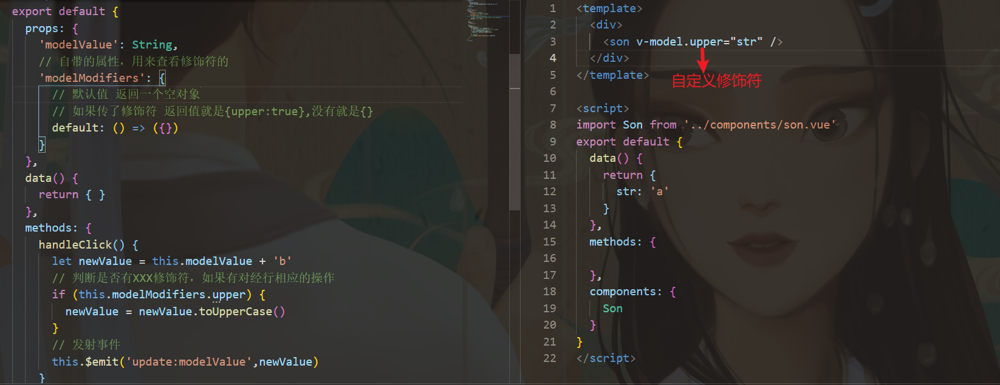 export default {
props: {
'modelValue': String,
// 自带的属性，用来查看修饰符的
'modelModifiers': {
// 默认值 返回一个空对象
// 如果传了修饰符 返回值就是{upper:true},没有就是{}
default: () => ({})
}
},
data() {
return { }
},
methods: {
handleClick() {
let newValue = this.modelValue + 'b'
// 判断是否有XXX修饰符，如果有对经行相应的操作
if (this.modelModifiers.upper) {
newValue = newValue.toUpperCase()
}
// 发射事件
this.$emit('update:modelValue',newValue)
}
1 <template>
2 <div>
3 <son v-model.upper="str" />
4 </div>
5 </template>
自定义修饰符
6
7 <script>
8 import Son from '../components/son.vue'
9 export default {
10 data() {
11 return {
12 str: 'a'
13 }
14 },
15 methods: {
16
17 },
18 components: {
19 Son
20 }
21 }
22 </script>